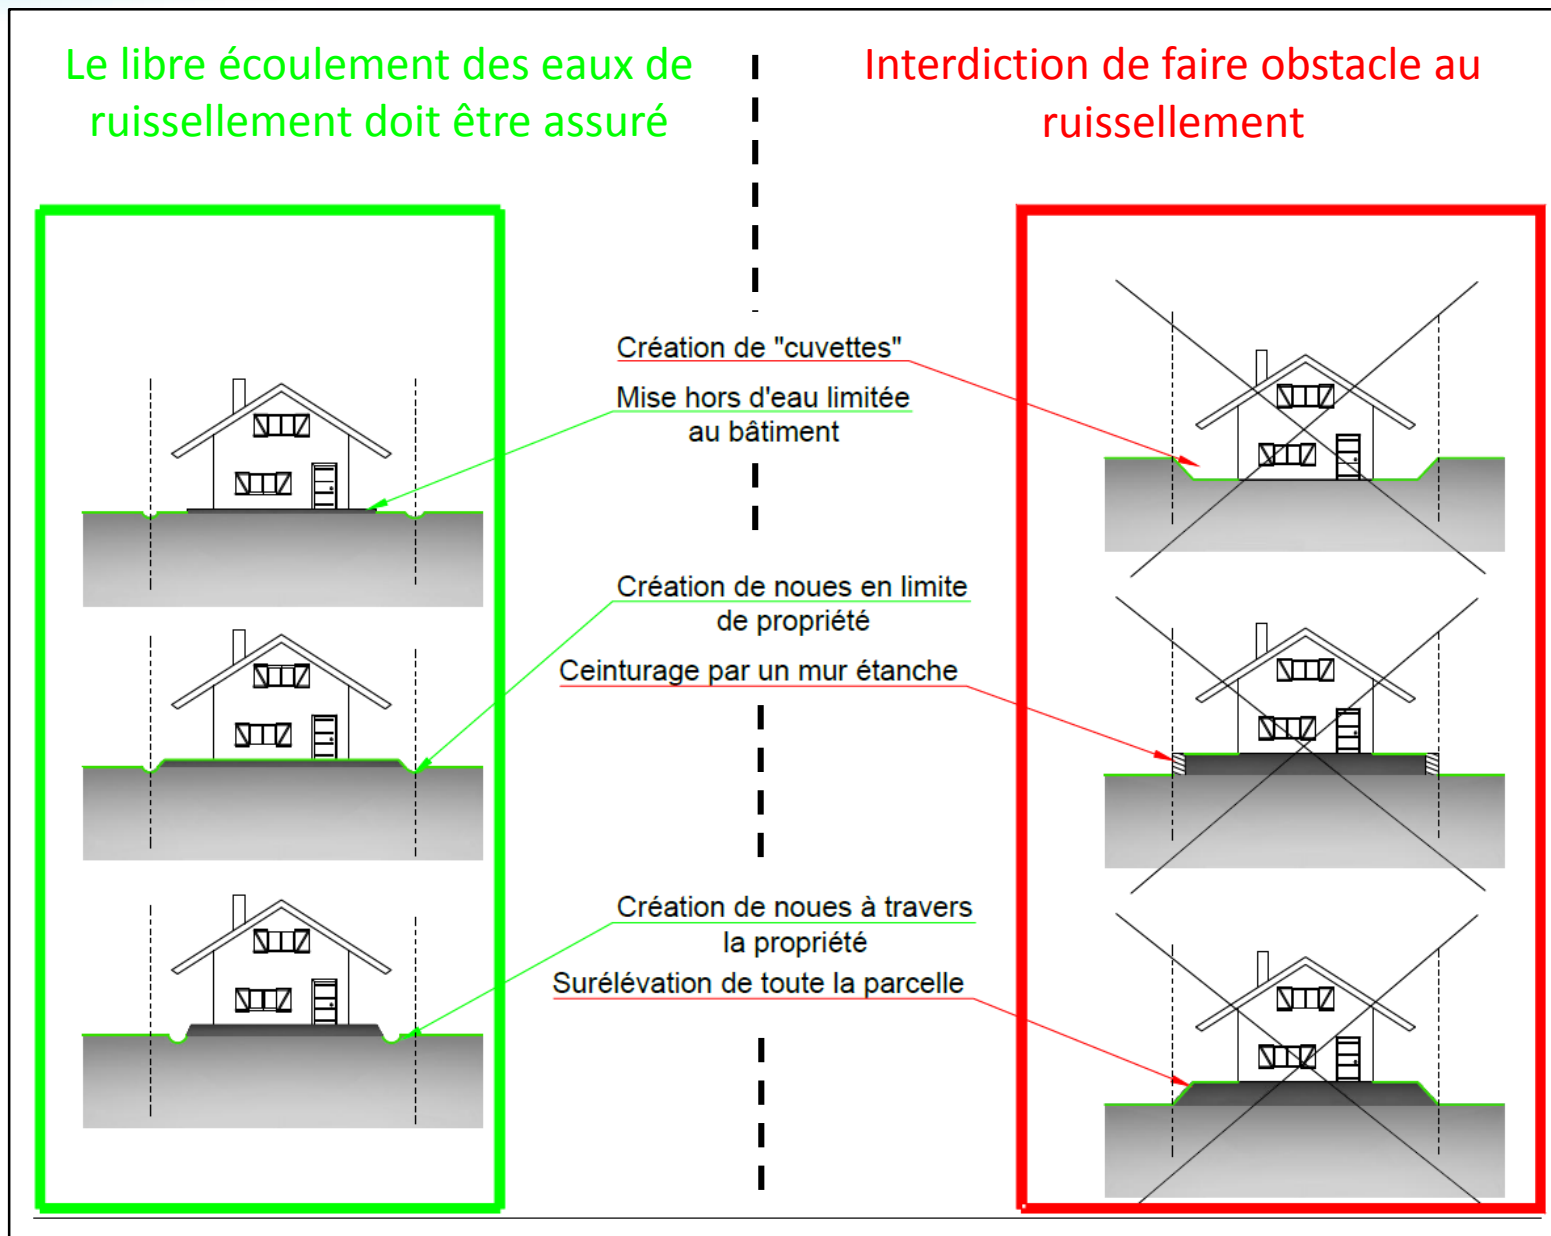 Le libre écoulement des eaux de
ruissellement doit être assuré
Interdiction de faire obstacle au
ruissellement
Création de "cuvettes"
Mise hors d'eau limitée
au bâtiment
Création de noues en limite
de propriété
Ceinturage par un mur étanche
Création de noues à travers
la propriété
Surélévation de toute la parcelle